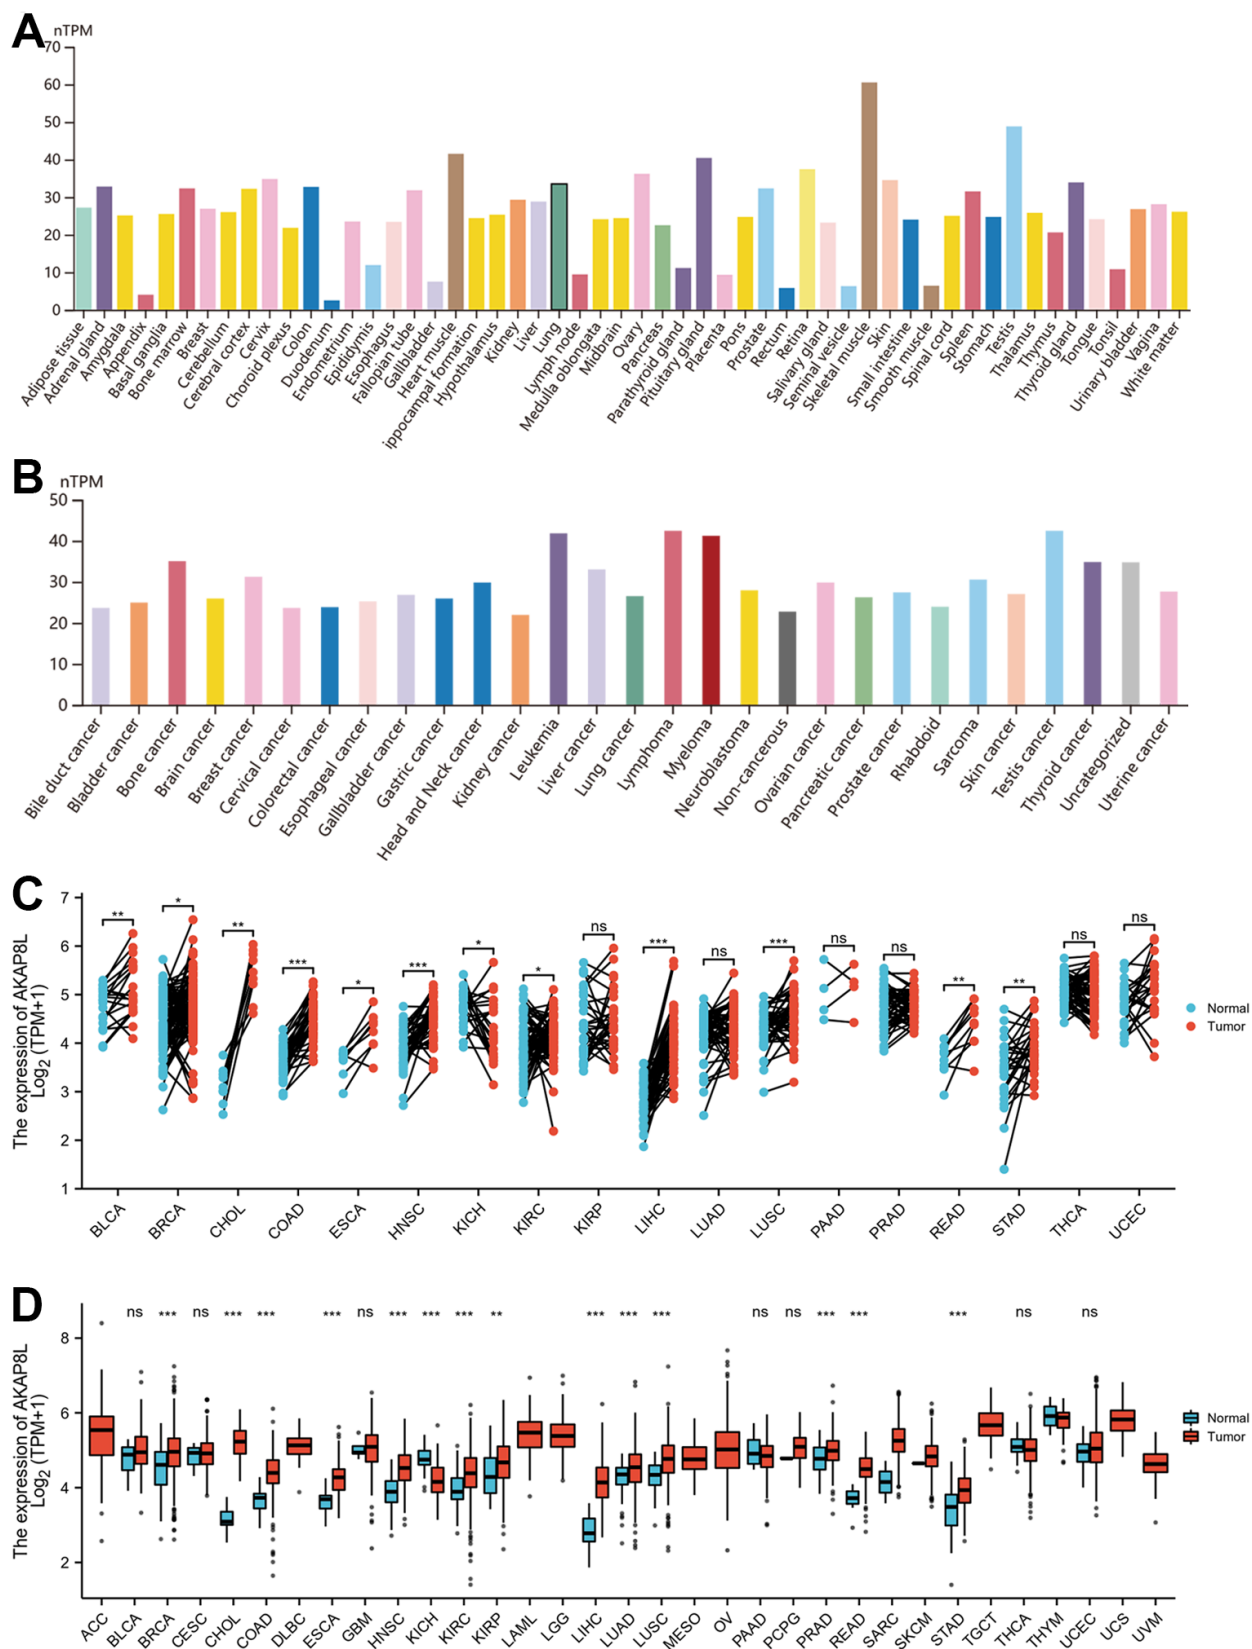 A
nTPM
70
60
50
40
30
20
10
0
Adipose tissue
Adrenal gland
Amygdala
Appendix
Basal ganglia
Bone marrow
Breast
Cerebellum
Cerebral cortex
Cervix
Choroid plexus
Colon
Duodenum
Endometrium
Epididymis
Esophagus
Fallopian tube
Gallbladder
Heart muscle
ippocampal formation
Hypothalamus
Kidney
Liver
Lung
Lymph node
Medulla oblongata
Midbrain
Ovary
Pancreas
Parathyroid gland
Pituitary gland
Placenta
Pons
Prostate
Rectum
Retina
Salivary gland
Seminal vesicle
Skeletal muscle
Skin
Small intestine
Smooth muscle
Spinal cord
Spleen
Stomach
Testis
Thalamus
Thymus
Thyroid gland
Tongue
Tonsil
Urinary bladder
Vagina
White matter
B
nTPM
50
40
30
20
10
0
Bile duct cancer
Bladder cancer
Bone cancer
Brain cancer
Breast cancer
Cervical cancer
Colorectal cancer
Esophageal cancer
Gallbladder cancer
Gastric cancer
Head and Neck cancer
Kidney cancer
Leukemia
Liver cancer
Lung cancer
Lymphoma
Myeloma
Neuroblastoma
Non-cancerous
Ovarian cancer
Pancreatic cancer
Prostate cancer
Rhabdoid
Sarcoma
Skin cancer
Testis cancer
Thyroid cancer
Uncategorized
Uterine cancer
C
The expression of AKAP8L
Log2 (TPM+1)
7
6
5
4
3
2
1
** * ** *** * *** * * ns *** ns *** ns ns ** ** ns ns
Normal
Tumor
BLCA
BRCA
CHOL
COAD
ESCA
HNSC
KICH
KIRC
KIRP
LIHC
LUAD
LUSC
PAAD
PRAD
READ
STAD
THCA
UCEC
D
The expression of AKAP8L
Log2 (TPM+1)
8
6
4
2
ns *** ns *** *** *** ns *** *** *** ** *** *** *** ns ns *** *** *** ns ns
Normal
Tumor
ACC
BLCA
BRCA
CESC
CHOL
COAD
DLBC
ESCA
GBM
HNSC
KICH
KIRC
KIRP
LAML
LGG
LIHC
LUAD
LUSC
MESO
OV
PAAD
PCPG
PRAD
READ
SARC
SKCM
STAD
TGCT
THCA
THYM
UCEC
UCS
UVM